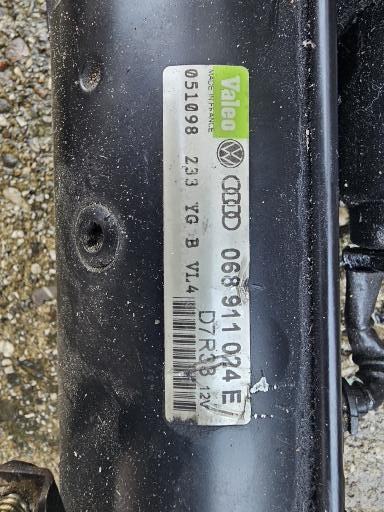 Valeo
MADE IN FRANCE
068 911 024 E
D7R38 12V
051098 233 YG B VL4